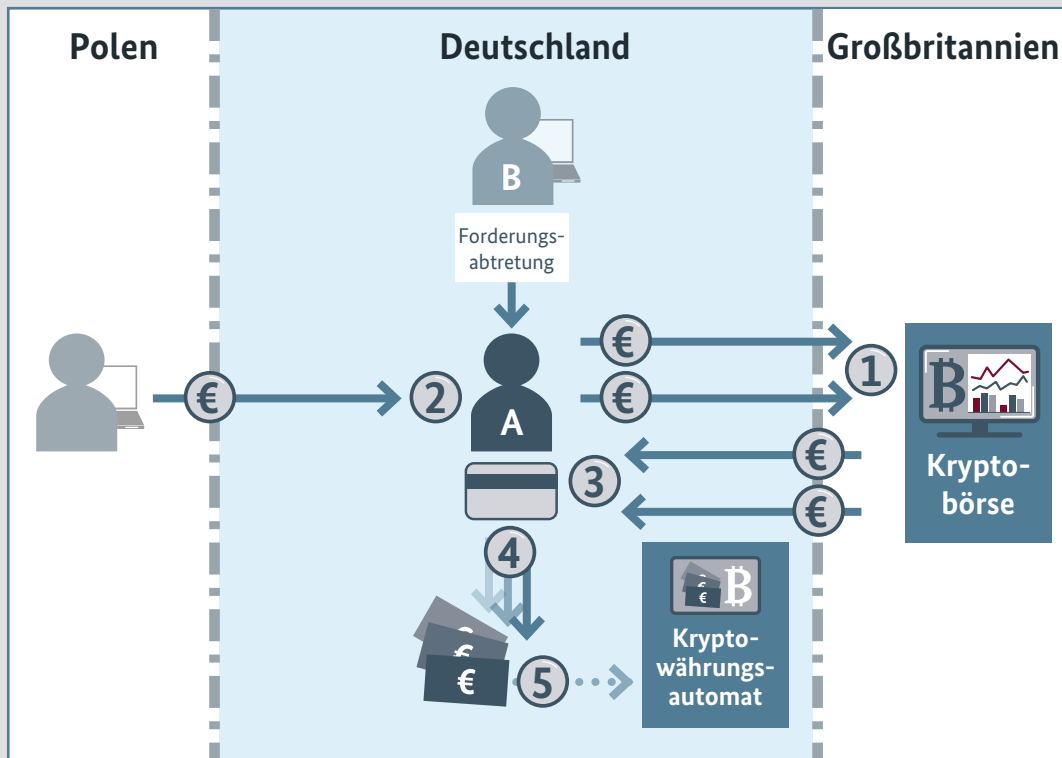 Polen
Deutschland
Großbritannien
B
Forderungs-
abtretung
€
€
1
€
2
A
€
3
€
€
4
₿
Krypto-
börse
€
€
€
5
€
€
€
₿
Krypto-
währungs-
automat